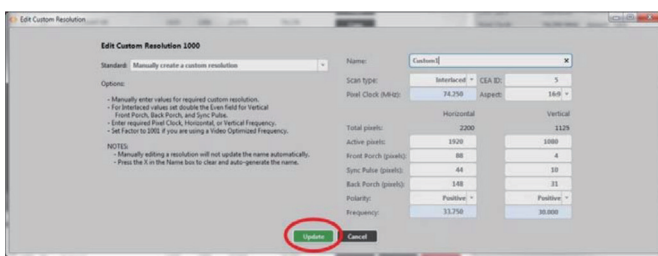 Edit Custom Resolution
Edit Custom Resolution 1000
Standard: Manually create a custom resolution
Options:
- Manually enter values for required custom resolution.
- For Interlaced values set double the Even field for Vertical
Front Porch, Back Porch, and Sync Pulse.
- Enter required Pixel Clock, Horizontal, or Vertical Frequency.
- Set Factor to 1001 if you are using a Video Optimized Frequency.
NOTES:
- Manually editing a resolution will not update the name automatically.
- Press the X in the Name box to clear and auto-generate the name.
Name: Custom1 x
Scan type: Interlaced CEA ID: 5
Pixel Clock (MHz): 74.250 Aspect: 16:9
Horizontal Vertical
Total pixels: 2200 1125
Active pixels: 1920 1080
Front Porch (pixels): 88 4
Sync Pulse (pixels): 44 10
Back Porch (pixels): 148 31
Polarity: Positive Positive
Frequency: 33.750 30.000
Update Cancel